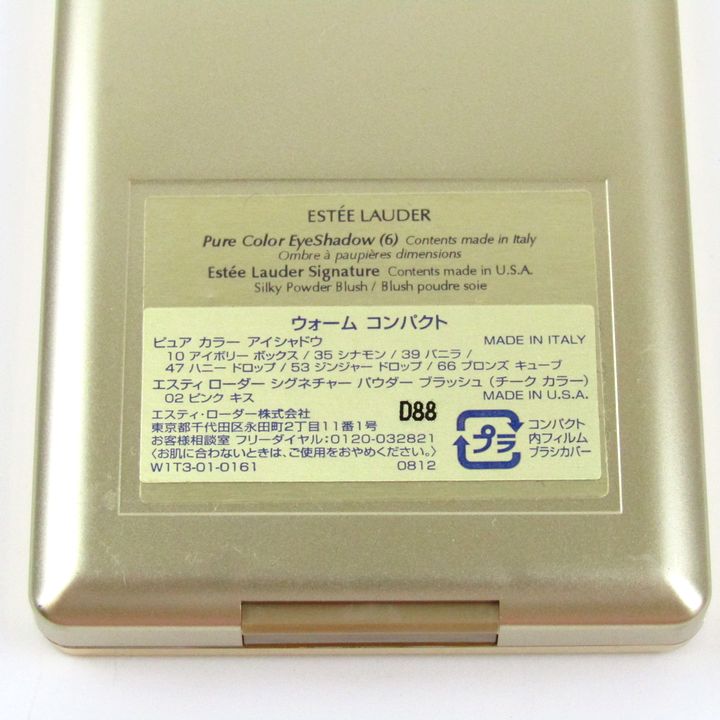 ESTÉE LAUDER
Pure Color EyeShadow (6) Contents made in Italy
Ombre à paupières dimensions
Estée Lauder Signature Contents made in U.S.A.
Silky Powder Blush / Blush poudre soie
ウォーム コンパクト
ピュア カラー アイシャドウ MADE IN ITALY
10 アイボリー ボックス / 35 シナモン / 39 バニラ /
47 ハニー ドロップ / 53 ジンジャー ドロップ / 66 ブロンズ キューブ
エスティ ローダー シグネチャー パウダー ブラッシュ (チーク カラー)
02 ピンク キス MADE IN U.S.A.
エスティ・ローダー株式会社 D88
東京都千代田区永田町2丁目11番1号
お客様相談室 フリーダイヤル:0120-032821
〈お肌に合わないときは、ご使用をおやめください。〉
W1T3-01-0161 0812
プラ
コンパクト
内フィルム
ブラシカバー